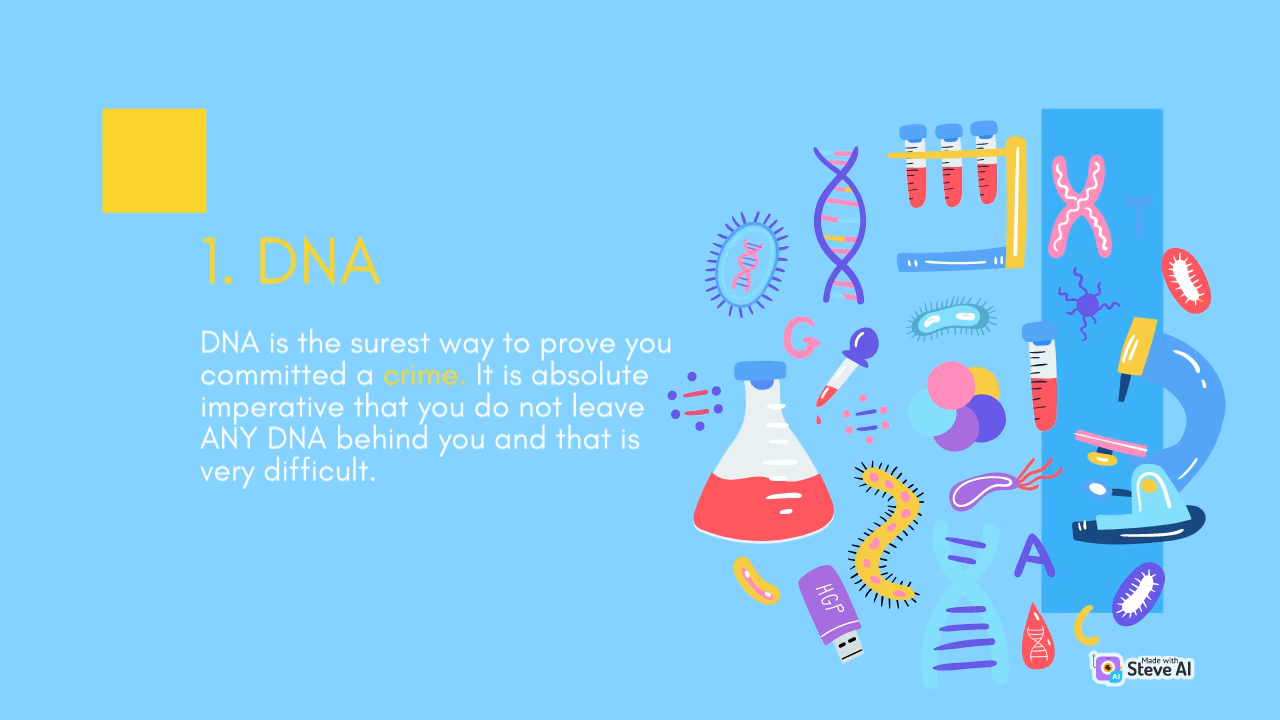 1. DNA
DNA is the surest way to prove you
committed a crime. It is absolute
imperative that you do not leave
ANY DNA behind you and that is
very difficult.
T
G
A
HGP
C
Made with
Steve AI
AI